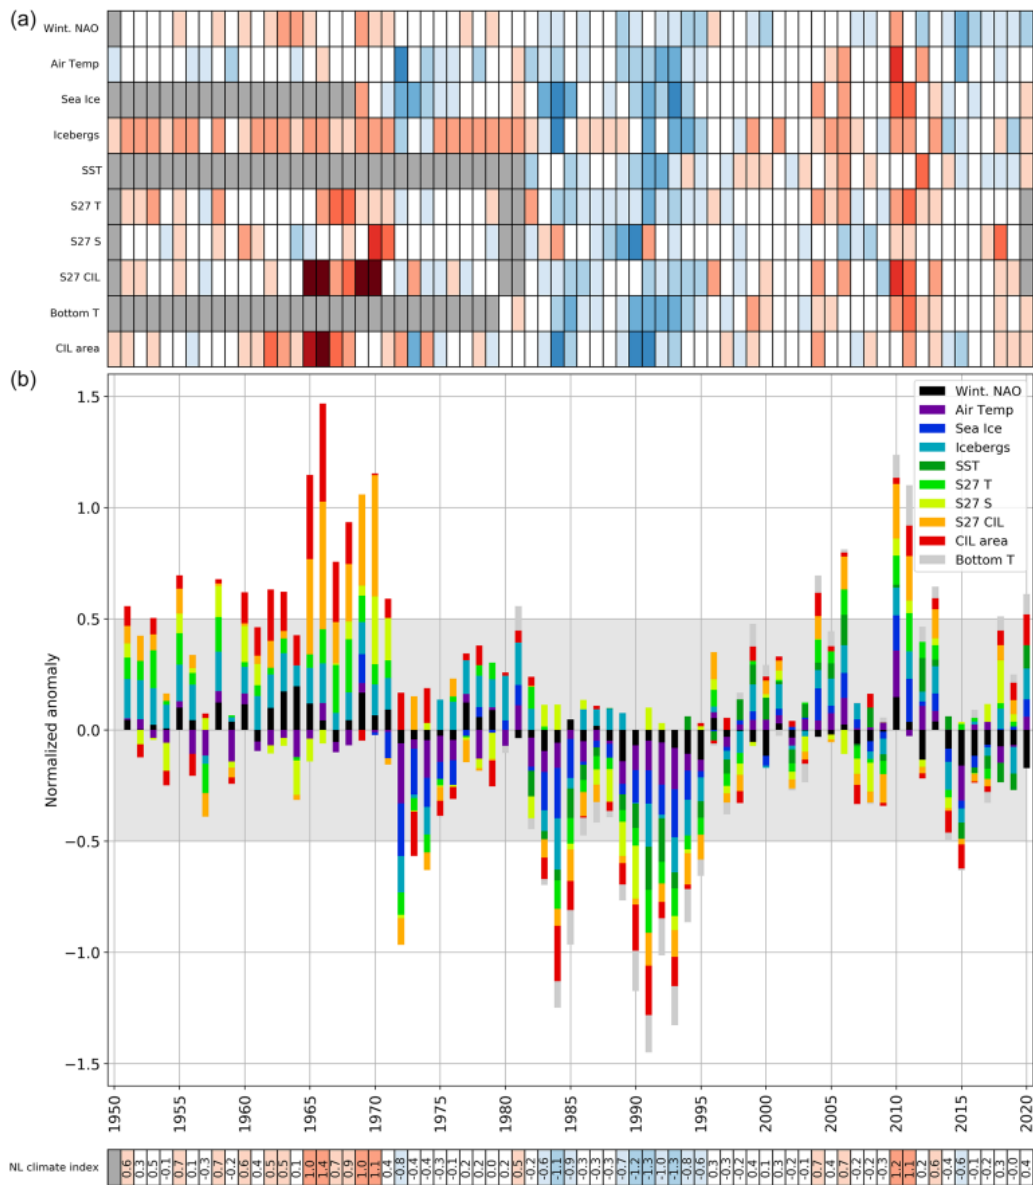 (a)
Wint. NAO
Air Temp
Sea Ice
Icebergs
SST
S27 T
S27 S
S27 CIL
Bottom T
CIL area
(b)
Normalized anomaly
1.5
1.0
0.5
0.0
−0.5
−1.0
−1.5
Wint. NAO
Air Temp
Sea Ice
Icebergs
SST
S27 T
S27 S
S27 CIL
CIL area
Bottom T
1950 1955 1960 1965 1970 1975 1980 1985 1990 1995 2000 2005 2010 2015 2020
NL climate index 0.6 0.3 0.5 -0.1 0.7 0.1 -0.3 0.7 -0.2 0.6 0.4 0.5 0.5 0.1 1.0 1.4 0.7 0.9 1.0 1.1 0.4 -0.8 -0.4 -0.4 -0.3 -0.1 0.2 0.2 0.0 0.2 0.5 -0.2 -0.6 -1.1 -0.9 -0.3 -0.3 -0.3 -0.7 -1.2 -1.3 -1.0 -1.3 -0.8 -0.6 0.3 -0.3 -0.2 0.4 0.1 0.3 -0.2 -0.1 0.7 0.4 0.7 -0.2 -0.2 -0.3 1.2 1.1 0.2 0.6 -0.4 -0.6 -0.1 -0.2 0.3 0.0 0.4